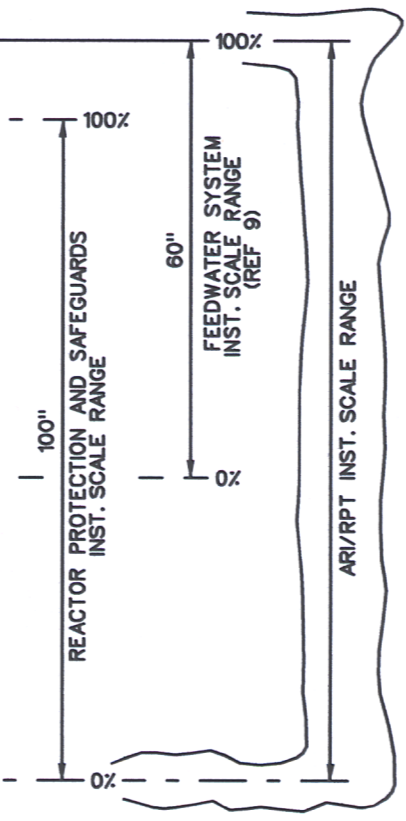 100%
100%
100"
REACTOR PROTECTION AND SAFEGUARDS
INST. SCALE RANGE
60"
FEEDWATER SYSTEM
INST. SCALE RANGE
(REF 9)
0%
ARI/RPT INST. SCALE RANGE
0%